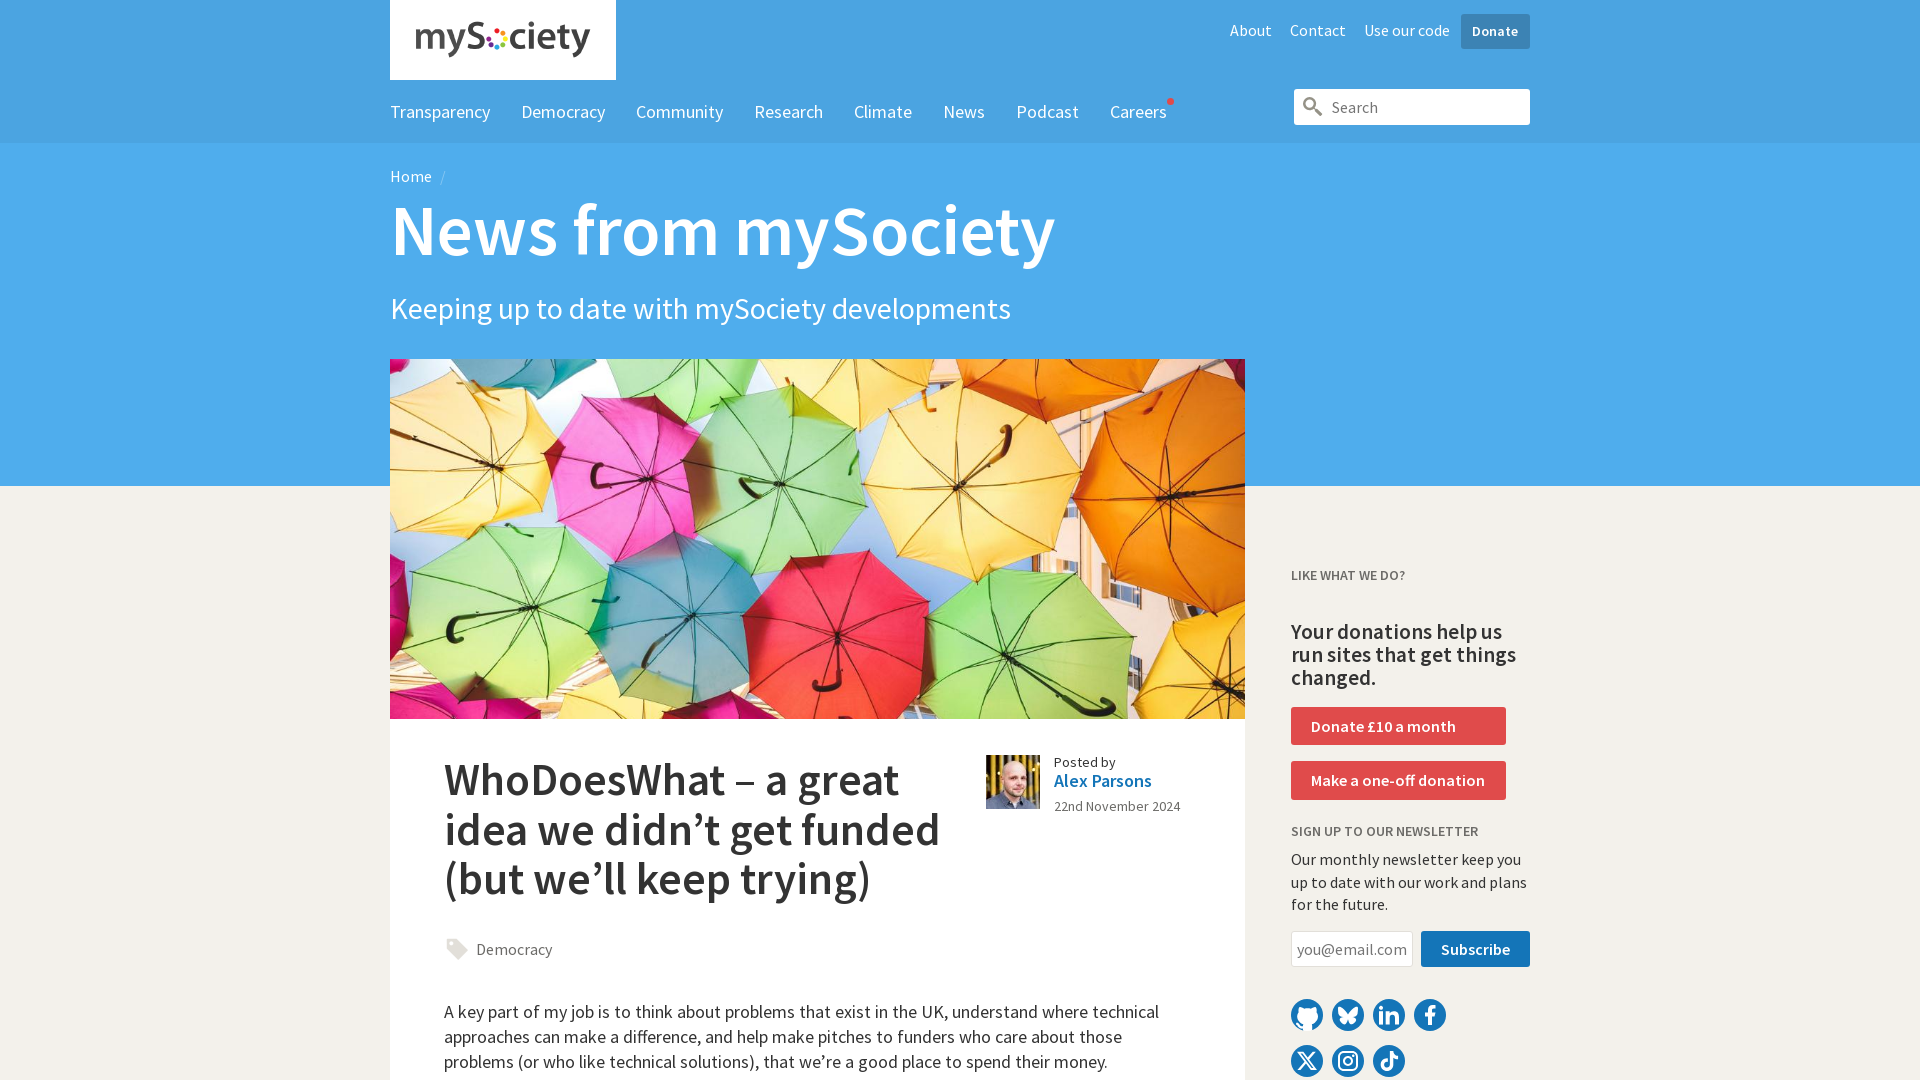 mySociety
About Contact Use our code Donate
Transparency Democracy Community Research Climate News Podcast Careers Search
Home /
News from mySociety
Keeping up to date with mySociety developments
WhoDoesWhat – a great
idea we didn’t get funded
(but we’ll keep trying)
Posted by
Alex Parsons
22nd November 2024
Democracy
A key part of my job is to think about problems that exist in the UK, understand where technical
approaches can make a difference, and help make pitches to funders who care about those
problems (or who like technical solutions), that we’re a good place to spend their money.
LIKE WHAT WE DO?
Your donations help us
run sites that get things
changed.
Donate £10 a month
Make a one-off donation
SIGN UP TO OUR NEWSLETTER
Our monthly newsletter keep you
up to date with our work and plans
for the future.
you@email.com Subscribe